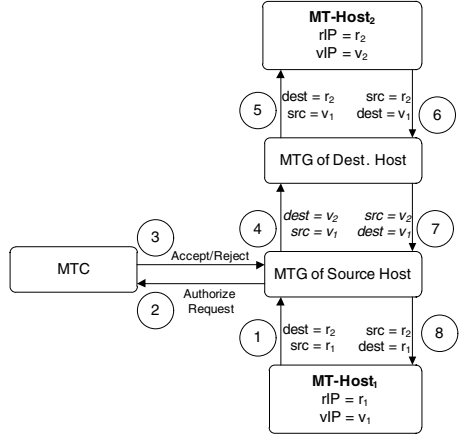 MT-Host₂
rIP = r₂
vIP = v₂
5
dest = r₂
src = v₁
src = r₂
dest = v₁
6
MTG of Dest. Host
4
dest = v₂
src = v₁
src = v₂
dest = v₁
7
3
Accept/Reject
MTC
MTG of Source Host
2
Authorize
Request
1
dest = r₂
src = r₁
src = r₂
dest = r₁
8
MT-Host₁
rIP = r₁
vIP = v₁